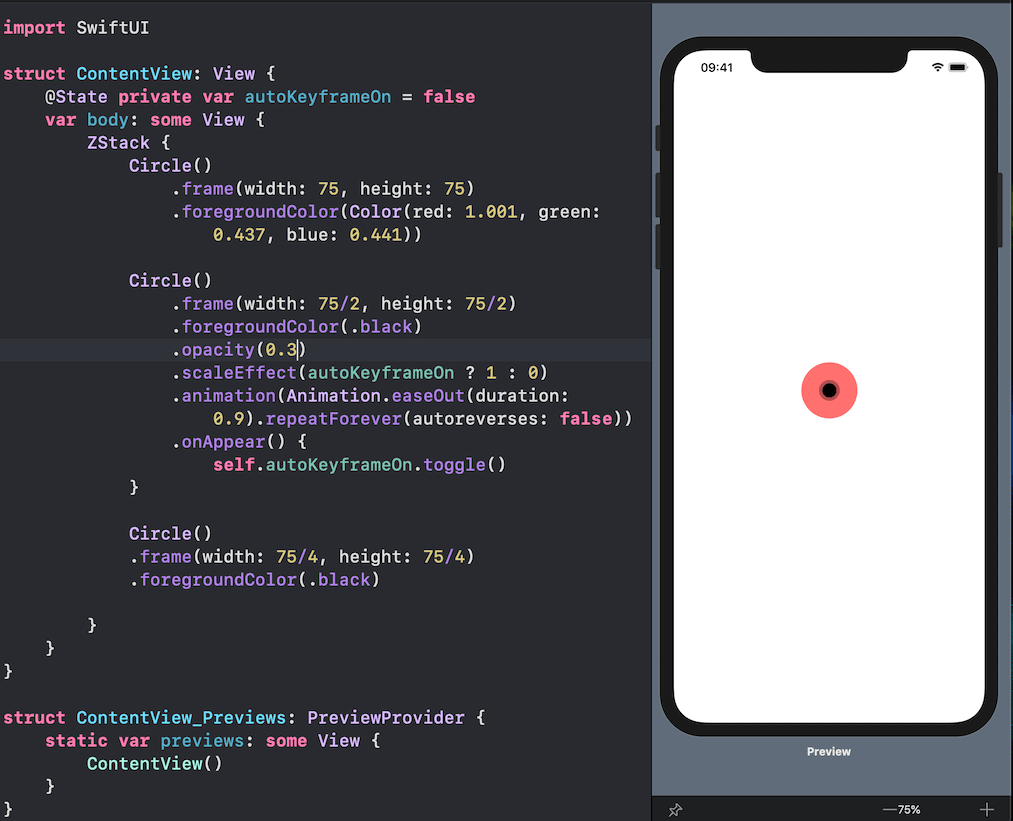 import SwiftUI
struct ContentView: View {
    @State private var autoKeyframeOn = false
    var body: some View {
        ZStack {
            Circle()
                .frame(width: 75, height: 75)
                .foregroundColor(Color(red: 1.001, green:
                    0.437, blue: 0.441))
            Circle()
                .frame(width: 75/2, height: 75/2)
                .foregroundColor(.black)
                .opacity(0.3)
                .scaleEffect(autoKeyframeOn ? 1 : 0)
                .animation(Animation.easeOut(duration:
                    0.9).repeatForever(autoreverses: false))
                .onAppear() {
                    self.autoKeyframeOn.toggle()
            }
            Circle()
            .frame(width: 75/4, height: 75/4)
            .foregroundColor(.black)
        }
    }
}
struct ContentView_Previews: PreviewProvider {
    static var previews: some View {
        ContentView()
    }
}
09:41
Preview
75%